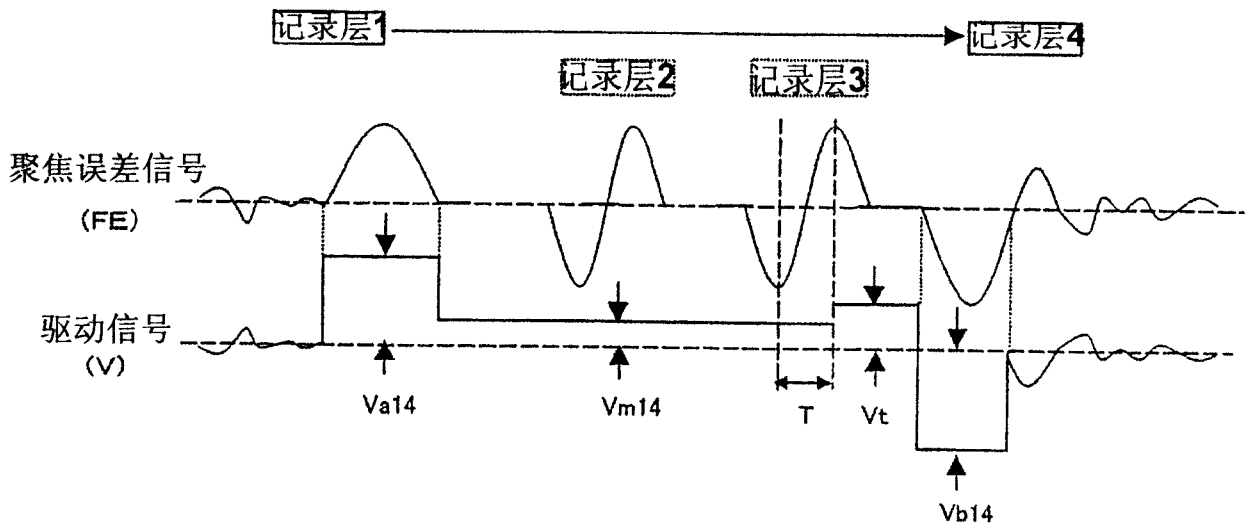 记录层1
记录层4
记录层2
记录层3
聚焦误差信号
(FE)
驱动信号
(V)
Va14
Vm14
T
Vt
Vb14